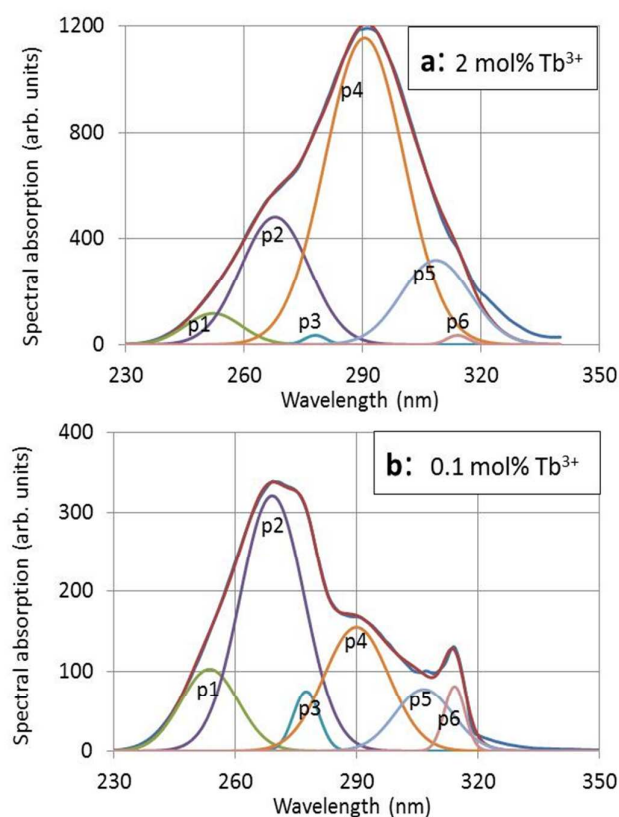 1200
800
400
0
Spectral absorption (arb. units)
a: 2 mol% Tb³⁺
p1
p2
p3
p4
p5
p6
230 260 290 320 350
Wavelength (nm)
400
300
200
100
0
Spectral absorption (arb. units)
b: 0.1 mol% Tb³⁺
p1
p2
p3
p4
p5
p6
230 260 290 320 350
Wavelength (nm)